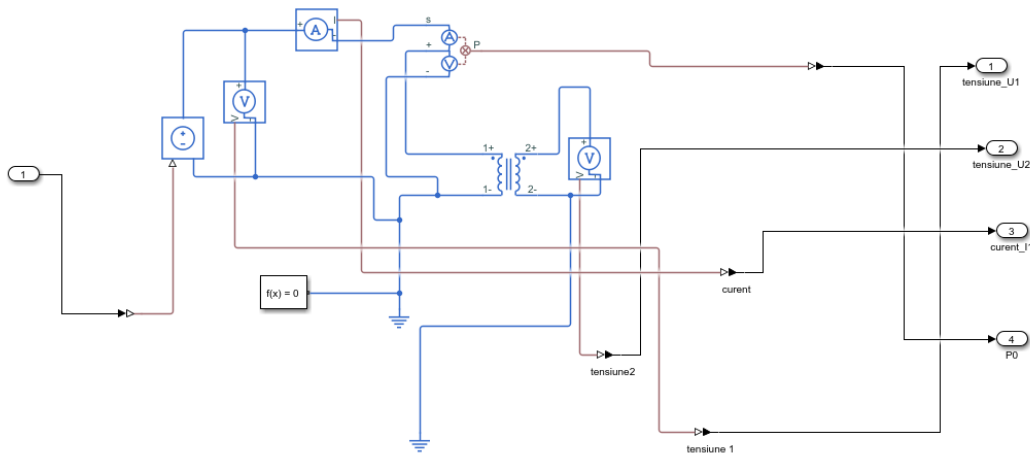 A
I
s
A
P
+
-
V
1
tensiune_U1
V
V
1+
2+
1-
2-
V
V
2
tensiune_U2
1
3
curent_I1
f(x) = 0
curent
4
P0
tensiune2
tensiune 1